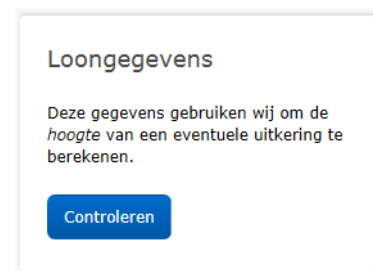 Loongegevens
Deze gegevens gebruiken wij om de
hoogte van een eventuele uitkering te
berekenen.
Controleren